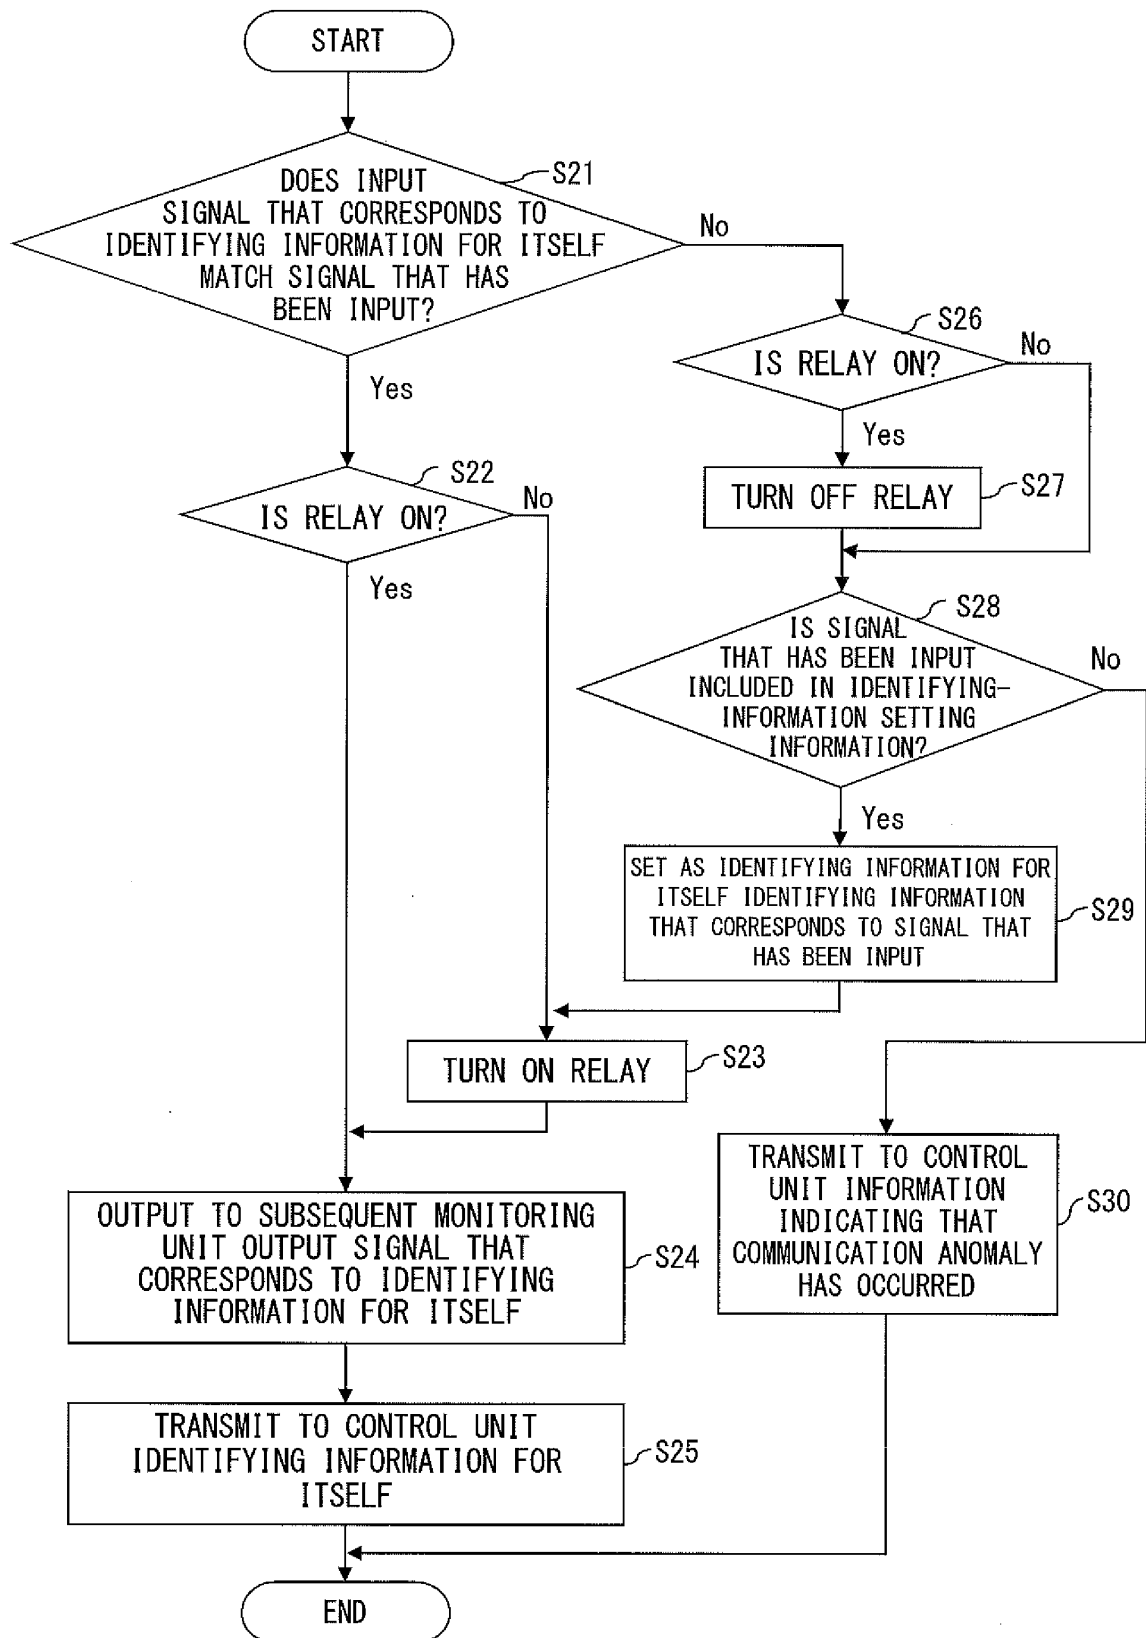 START
S21
DOES INPUT
SIGNAL THAT CORRESPONDS TO
IDENTIFYING INFORMATION FOR ITSELF
MATCH SIGNAL THAT HAS
BEEN INPUT?
No
Yes
S26
IS RELAY ON?
No
Yes
S27
TURN OFF RELAY
S22
IS RELAY ON?
No
Yes
S28
IS SIGNAL
THAT HAS BEEN INPUT
INCLUDED IN IDENTIFYING-
INFORMATION SETTING
INFORMATION?
No
Yes
SET AS IDENTIFYING INFORMATION FOR
ITSELF IDENTIFYING INFORMATION
THAT CORRESPONDS TO SIGNAL THAT
HAS BEEN INPUT
S29
TURN ON RELAY
S23
TRANSMIT TO CONTROL
UNIT INFORMATION
INDICATING THAT
COMMUNICATION ANOMALY
HAS OCCURRED
S30
OUTPUT TO SUBSEQUENT MONITORING
UNIT OUTPUT SIGNAL THAT
CORRESPONDS TO IDENTIFYING
INFORMATION FOR ITSELF
S24
TRANSMIT TO CONTROL UNIT
IDENTIFYING INFORMATION FOR
ITSELF
S25
END